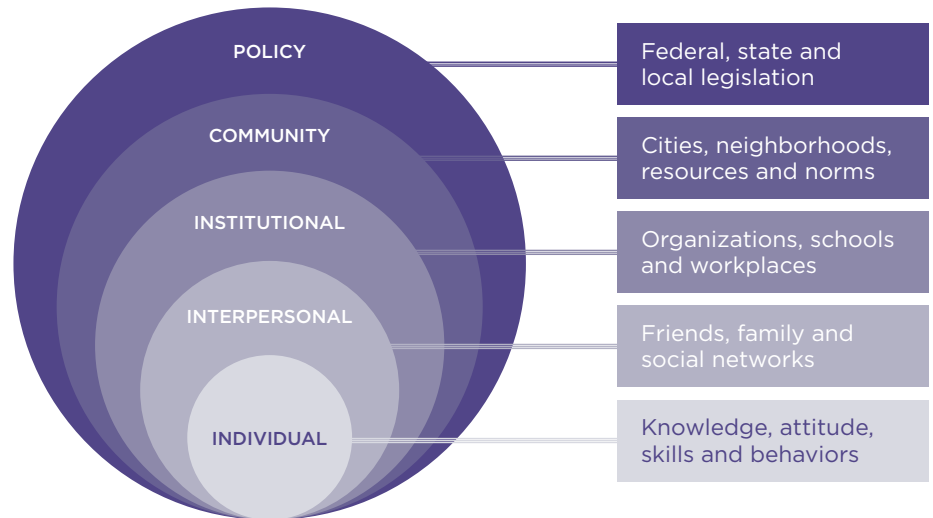 POLICY
Federal, state and
local legislation
COMMUNITY
Cities, neighborhoods,
resources and norms
INSTITUTIONAL
Organizations, schools
and workplaces
INTERPERSONAL
Friends, family and
social networks
INDIVIDUAL
Knowledge, attitude,
skills and behaviors